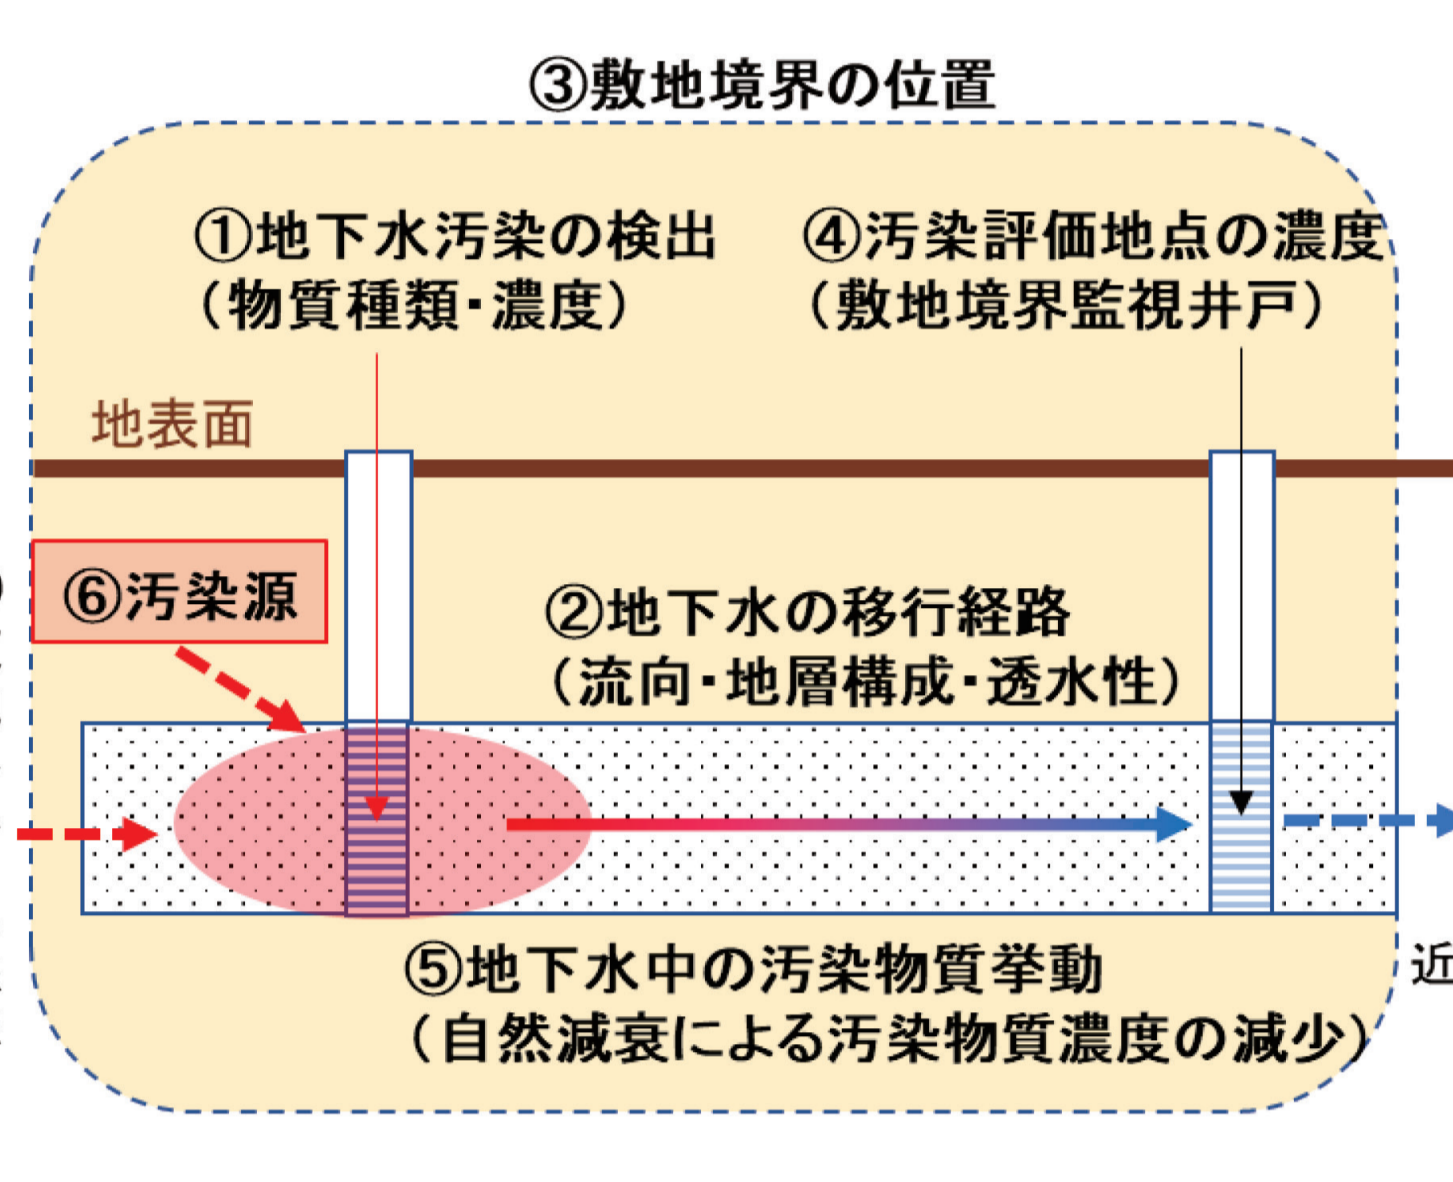 ③敷地境界の位置
①地下水汚染の検出
（物質種類・濃度）
④汚染評価地点の濃度
（敷地境界監視井戸）
地表面
⑥汚染源
②地下水の移行経路
（流向・地層構成・透水性）
⑤地下水中の汚染物質挙動
（自然減衰による汚染物質濃度の減少）
近